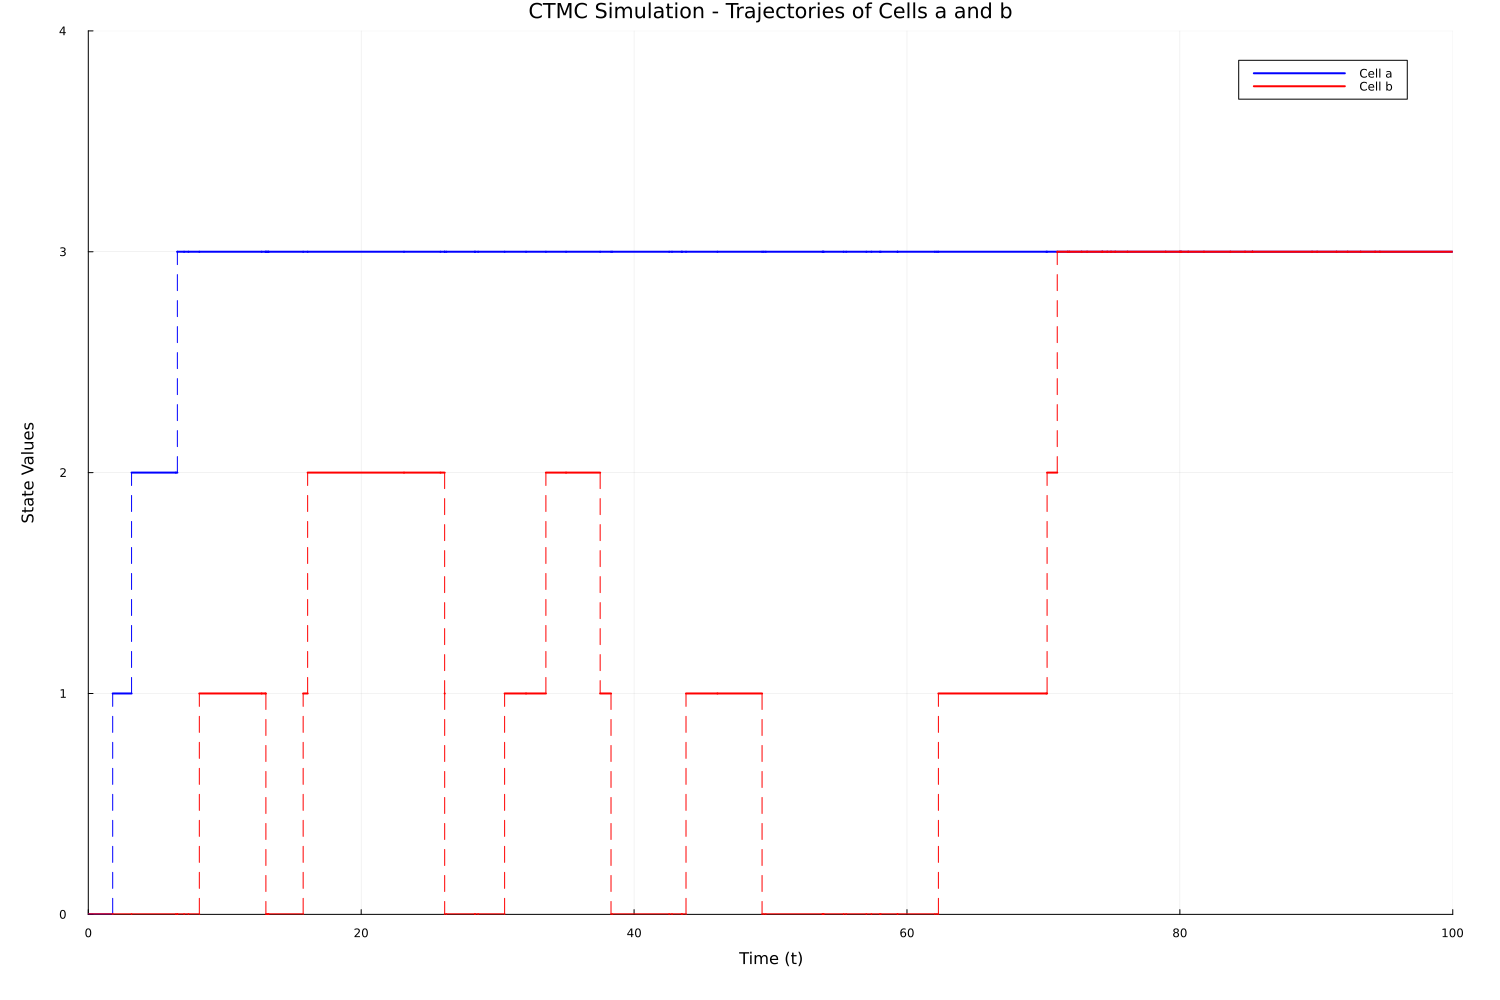 CTMC Simulation - Trajectories of Cells a and b
Cell a
Cell b
State Values
4
3
2
1
0
0 20 40 60 80 100
Time (t)